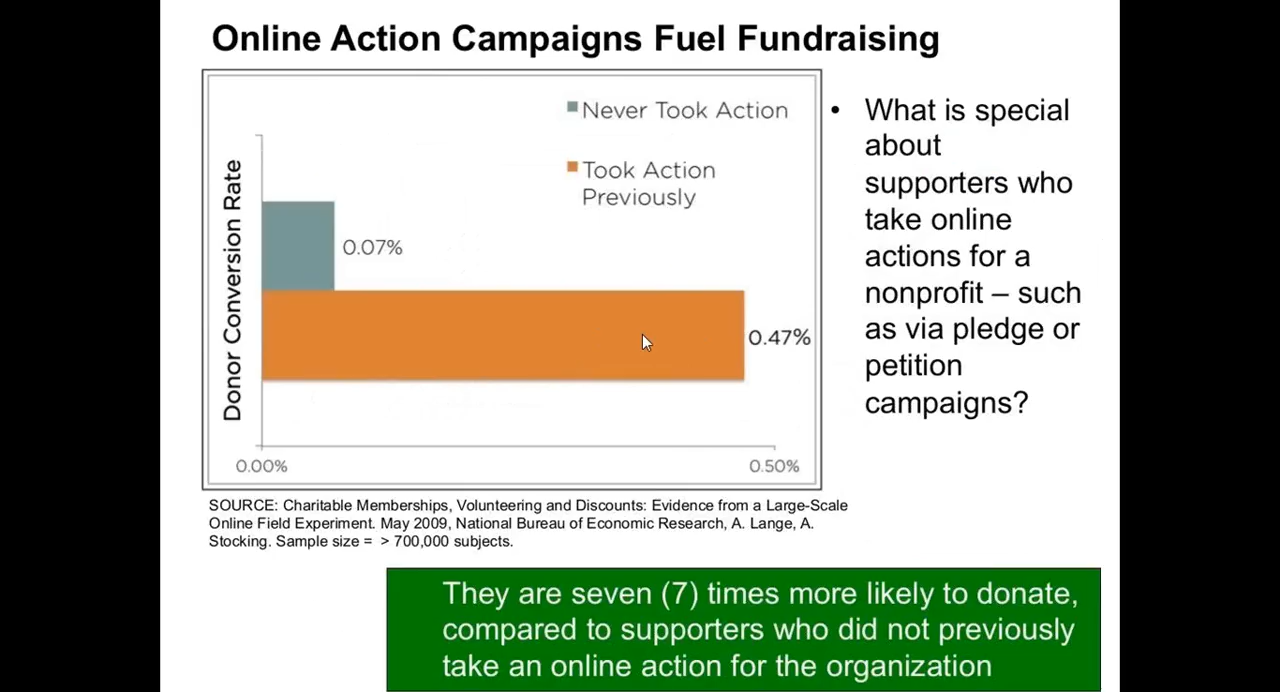 Online Action Campaigns Fuel Fundraising
Never Took Action
Took Action
Previously
Donor Conversion Rate
0.07%
0.47%
0.00%
0.50%
• What is special
about
supporters who
take online
actions for a
nonprofit – such
as via pledge or
petition
campaigns?
SOURCE: Charitable Memberships, Volunteering and Discounts: Evidence from a Large-Scale
Online Field Experiment. May 2009, National Bureau of Economic Research, A. Lange, A.
Stocking. Sample size = > 700,000 subjects.
They are seven (7) times more likely to donate,
compared to supporters who did not previously
take an online action for the organization